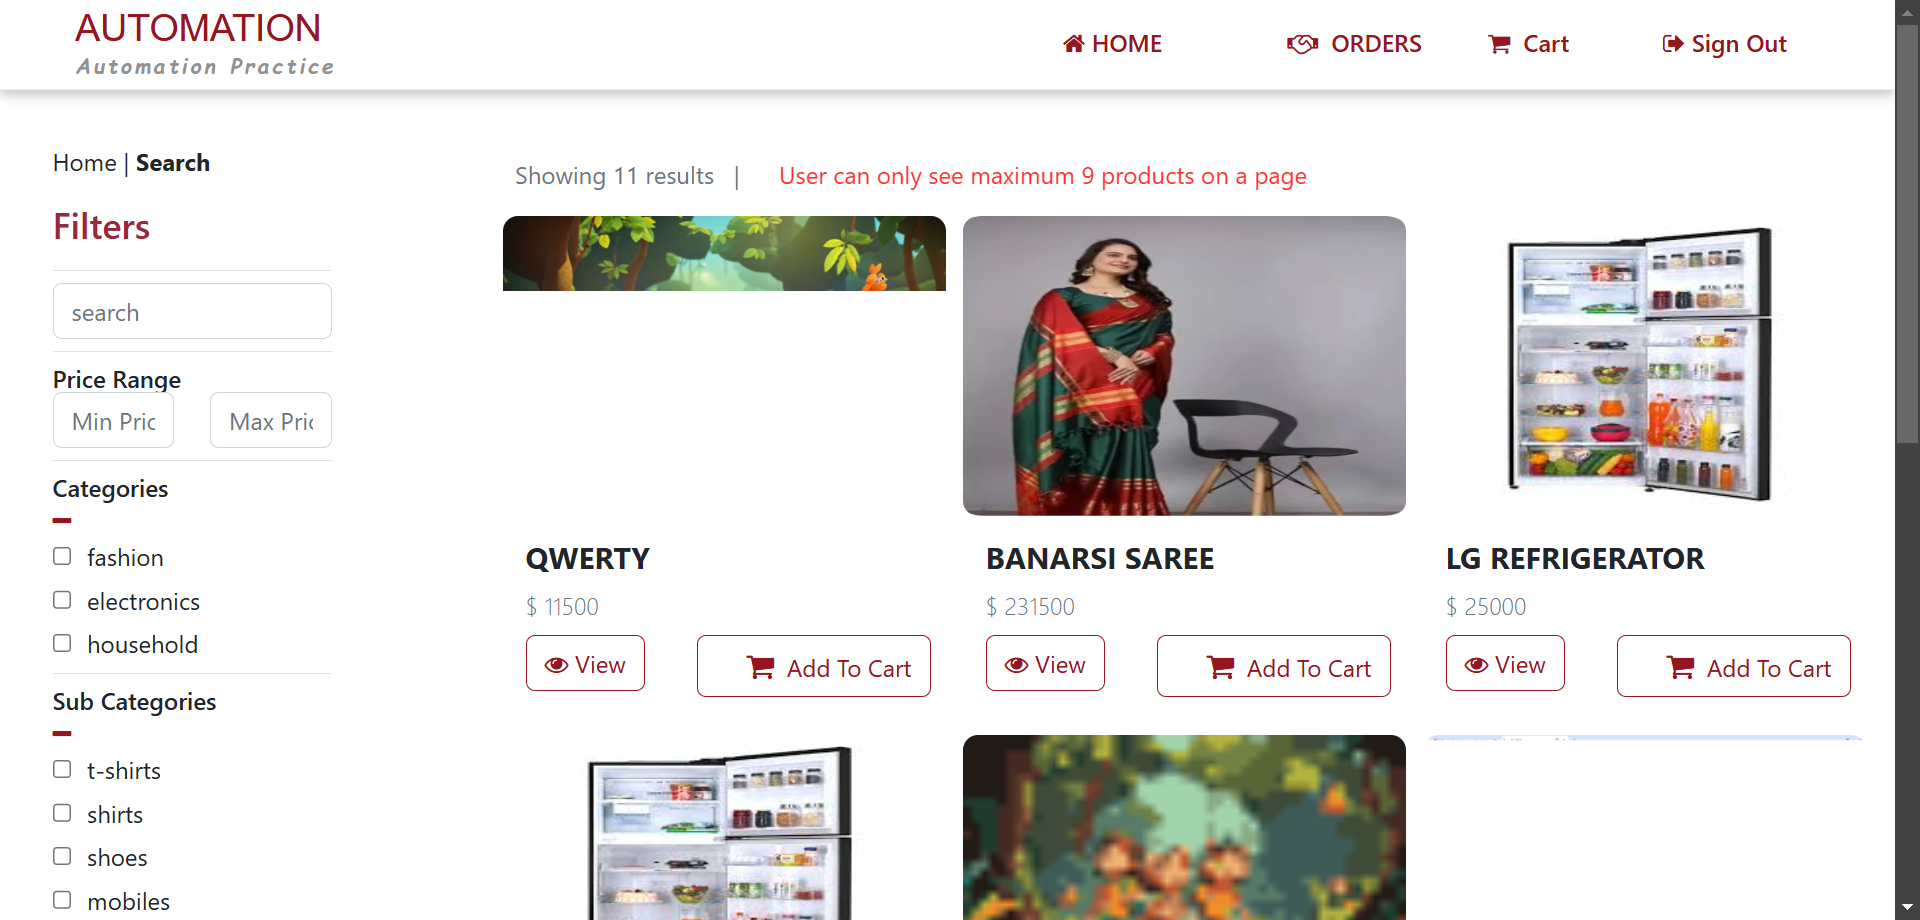 AUTOMATION
Automation Practice
HOME
ORDERS
Cart
Sign Out
Home | Search
Showing 11 results |
User can only see maximum 9 products on a page
Filters
search
Price Range
Min Pric
Max Pric
Categories
fashion
electronics
household
Sub Categories
t-shirts
shirts
shoes
mobiles
QWERTY
$ 11500
View
Add To Cart
BANARSI SAREE
$ 231500
View
Add To Cart
LG REFRIGERATOR
$ 25000
View
Add To Cart